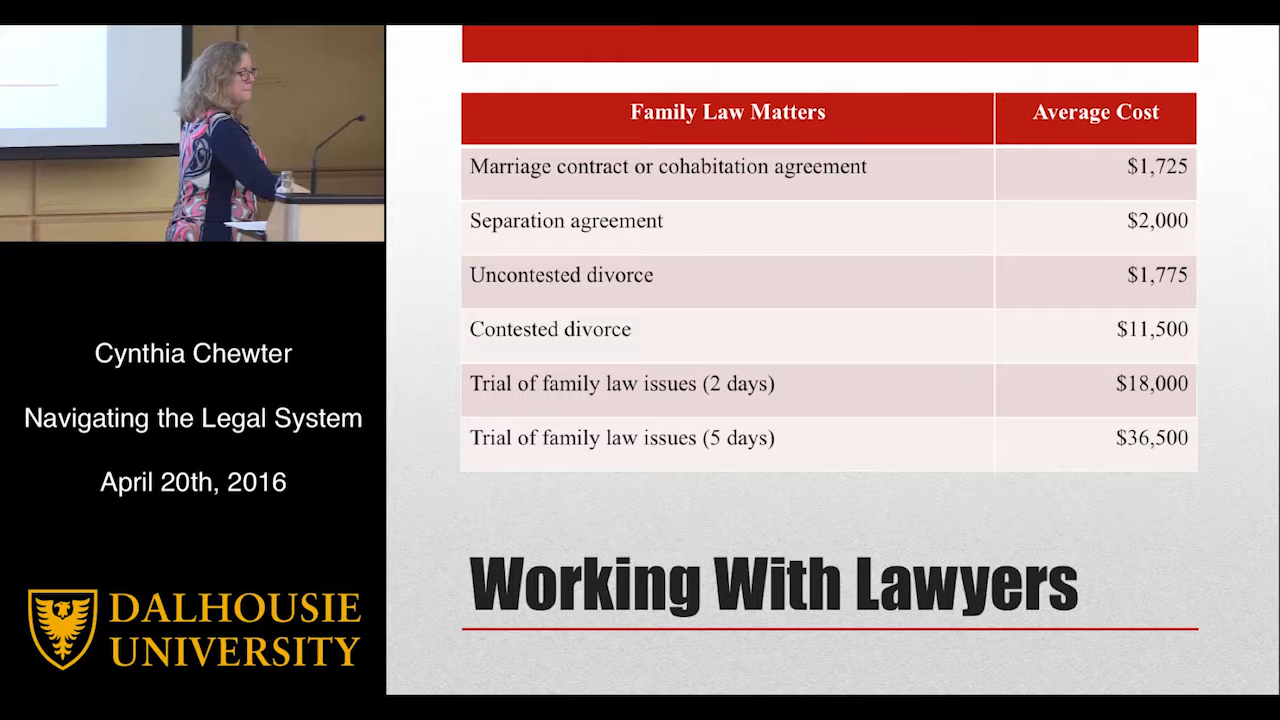 Cynthia Chewter
Navigating the Legal System
April 20th, 2016
DALHOUSIE
UNIVERSITY
Family Law Matters Average Cost
Marriage contract or cohabitation agreement $1,725
Separation agreement $2,000
Uncontested divorce $1,775
Contested divorce $11,500
Trial of family law issues (2 days) $18,000
Trial of family law issues (5 days) $36,500
Working With Lawyers